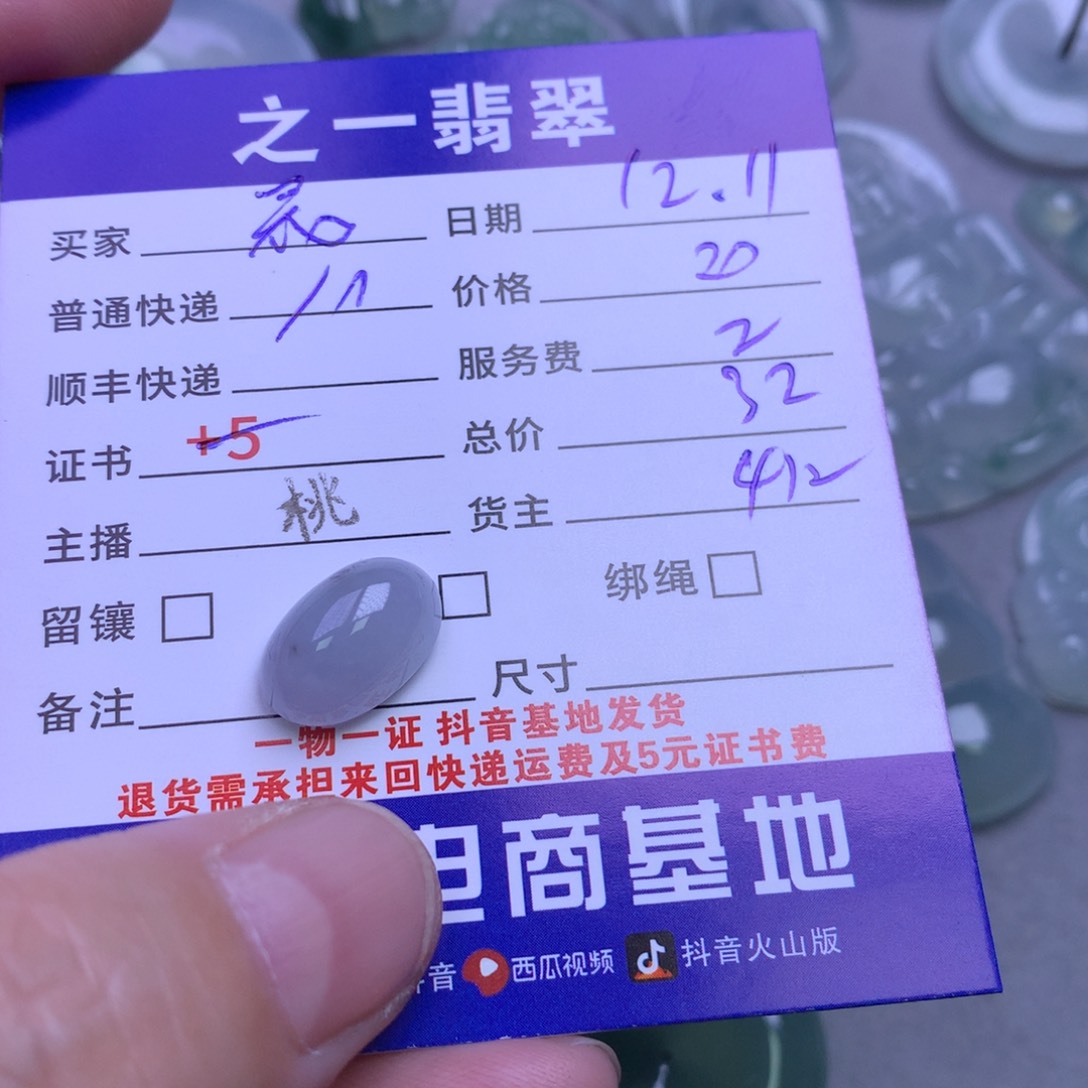 之一翡翠
买家 日期 12.11
普通快递 价格 20
顺丰快递 服务费 2
证书 +5 总价 32
主播 桃 货主 412
留镶 绑绳
备注 尺寸
一物一证 抖音基地发货
退货需承担来回快递运费及5元证书费
电商基地
抖音 西瓜视频 抖音火山版